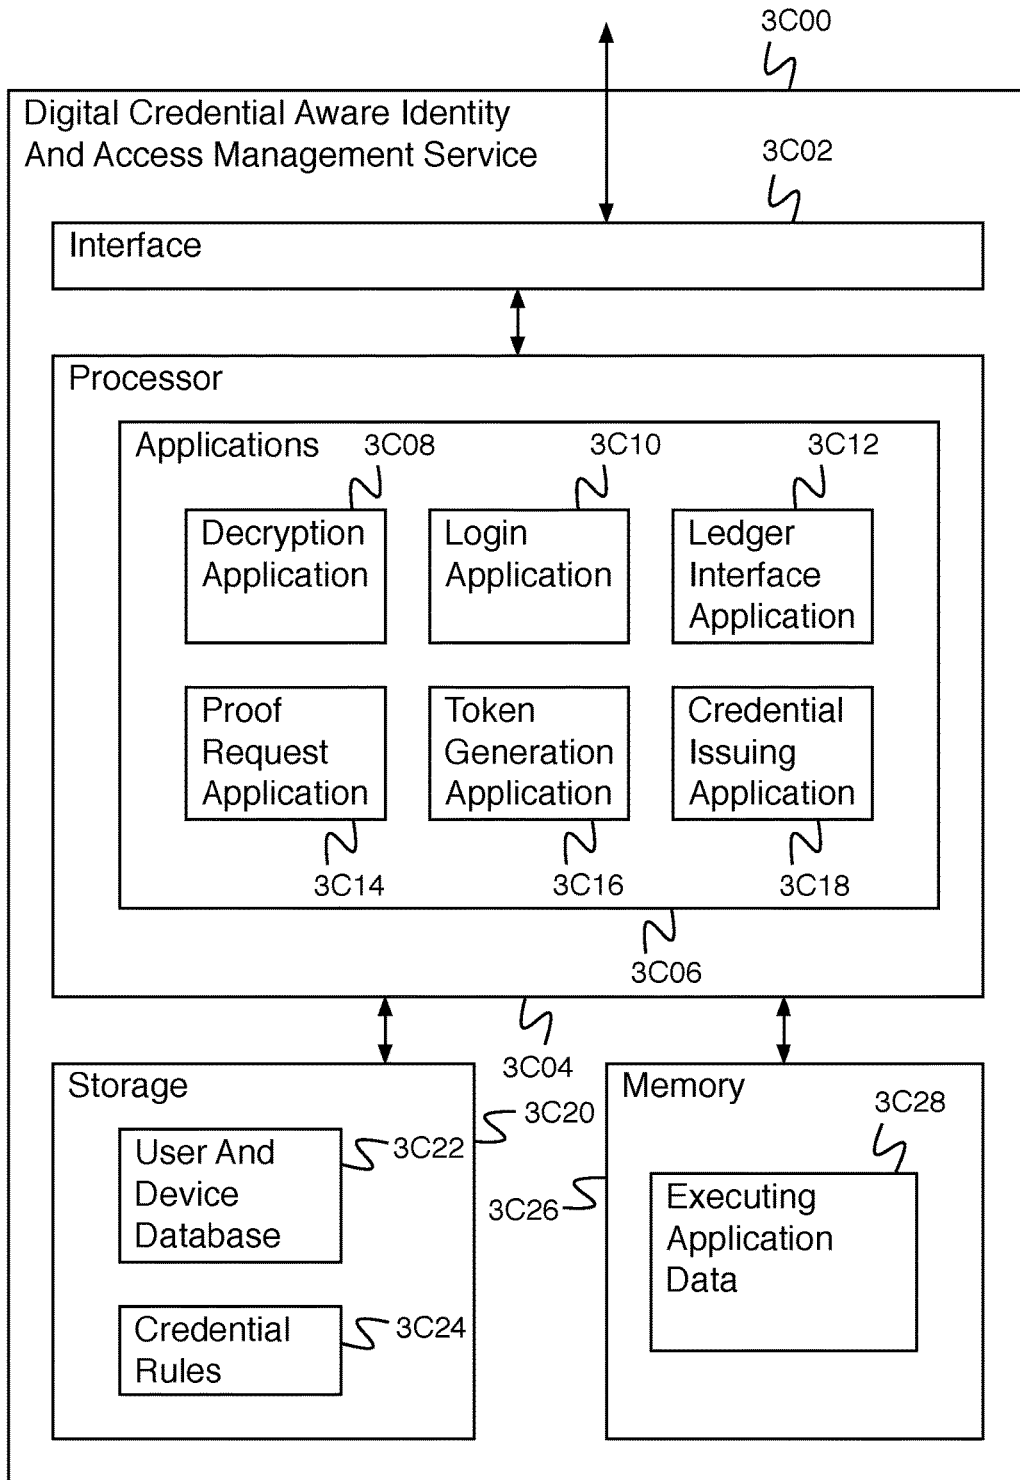 3C00
Digital Credential Aware Identity
And Access Management Service
3C02
Interface
Processor
Applications
3C08
3C10
3C12
Decryption
Application
Login
Application
Ledger
Interface
Application
Proof
Request
Application
Token
Generation
Application
Credential
Issuing
Application
3C14
3C16
3C18
3C06
3C04
Storage
3C20
User And
Device
Database
3C22
Credential
Rules
3C24
Memory
3C28
3C26
Executing
Application
Data